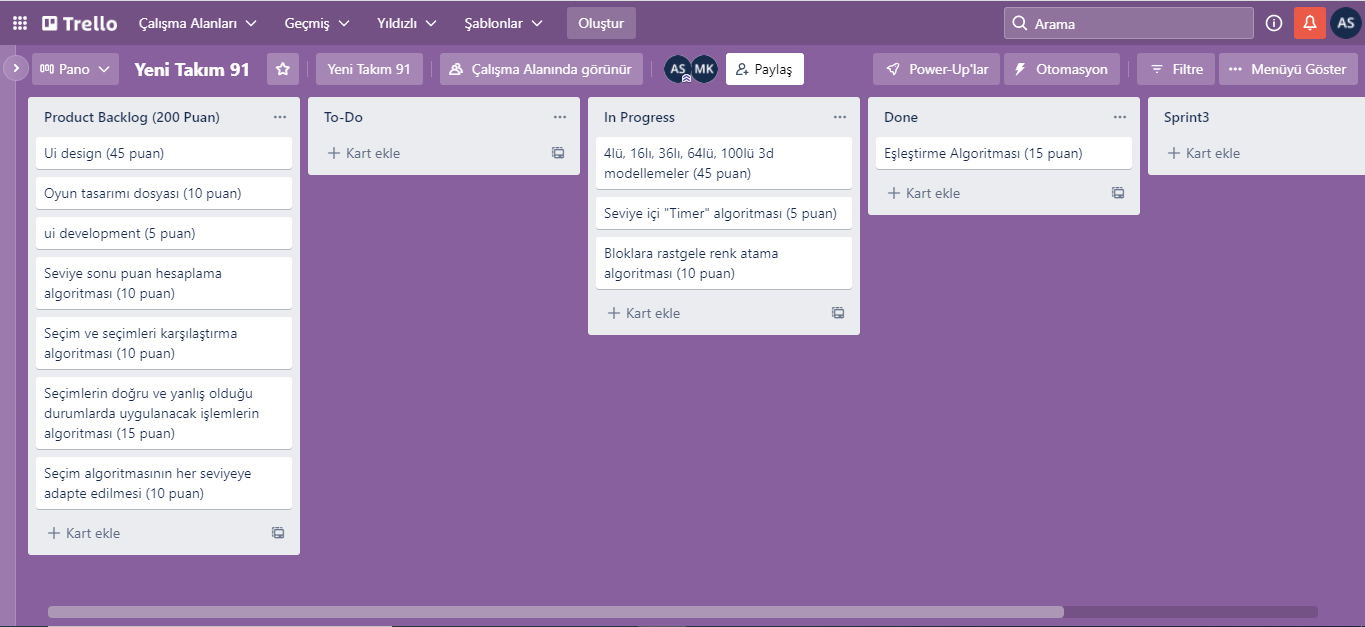 Trello Çalışma Alanları Geçmiş Yıldızlı Şablonlar Oluştur Arama AS
Pano Yeni Takım 91 Yeni Takım 91 Çalışma Alanında görünür AS MK Paylaş Power-Up'lar Otomasyon Filtre Menüyü Göster
Product Backlog (200 Puan)
Ui design (45 puan)
Oyun tasarımı dosyası (10 puan)
ui development (5 puan)
Seviye sonu puan hesaplama
algoritması (10 puan)
Seçim ve seçimleri karşılaştırma
algoritması (10 puan)
Seçimlerin doğru ve yanlış olduğu
durumlarda uygulanacak işlemlerin
algoritması (15 puan)
Seçim algoritmasının her seviyeye
adapte edilmesi (10 puan)
Kart ekle
To-Do
Kart ekle
In Progress
4lü, 16lı, 36lı, 64lü, 100lü 3d
modellemeler (45 puan)
Seviye içi "Timer" algoritması (5 puan)
Bloklara rastgele renk atama
algoritması (10 puan)
Kart ekle
Done
Eşleştirme Algoritması (15 puan)
Kart ekle
Sprint3
Kart ekle